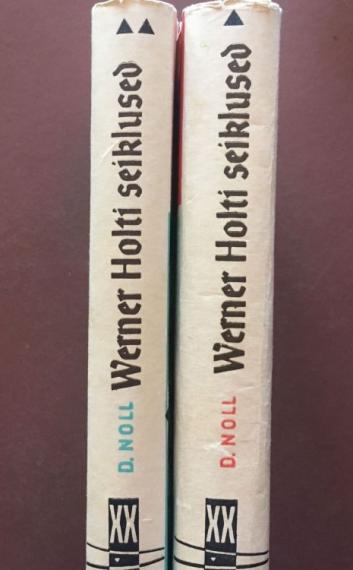 D. NOLL Werner Holti seiklused
XX
D. NOLL Werner Holti seiklused
XX